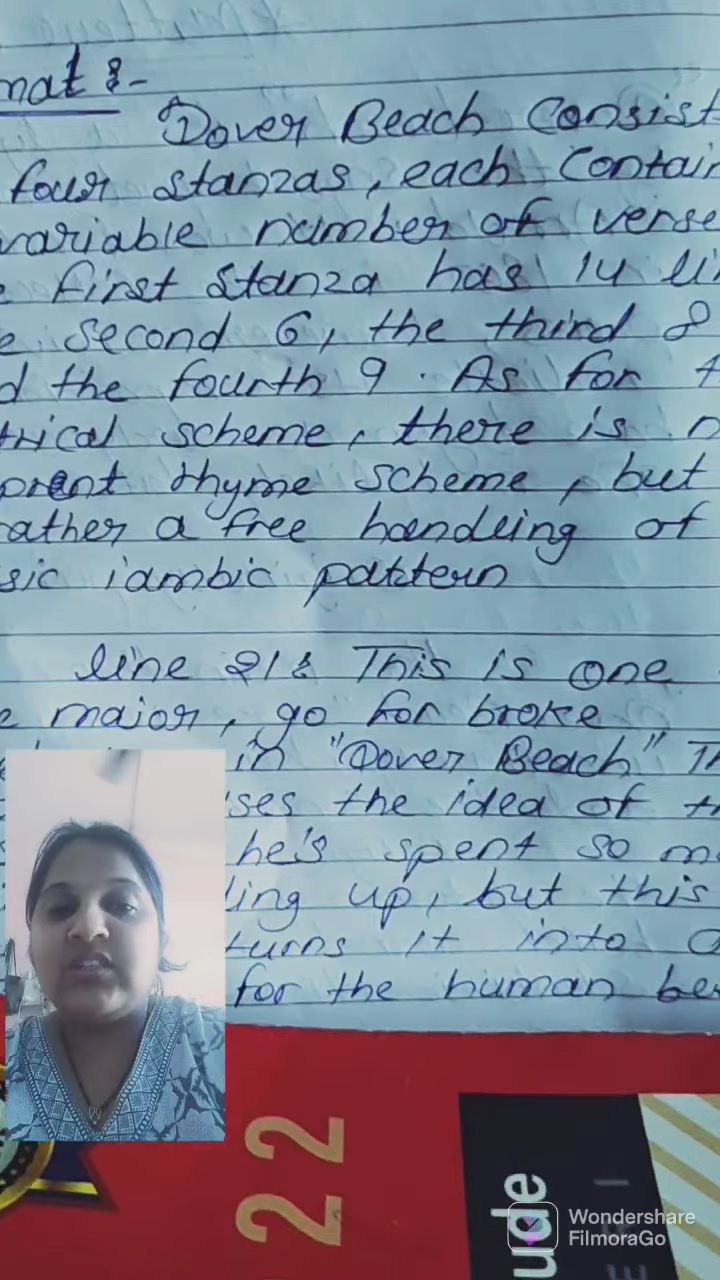 mat :-
Dover Beach Consist
four stanzas, each Contain
variable number of verse
first stanza has 14 li
second 6, the third 8
d the fourth 9. As for t
trical scheme, there is n
parent rhyme scheme, but
rather a free handling of
sic iambic pattern
line 21: This is one
major, go for broke
in "Dover Beach" Th
ses the idea of th
he's spent so m
ling up, but this
turns it into a
for the human be
22
ude
Wondershare
FilmoraGo